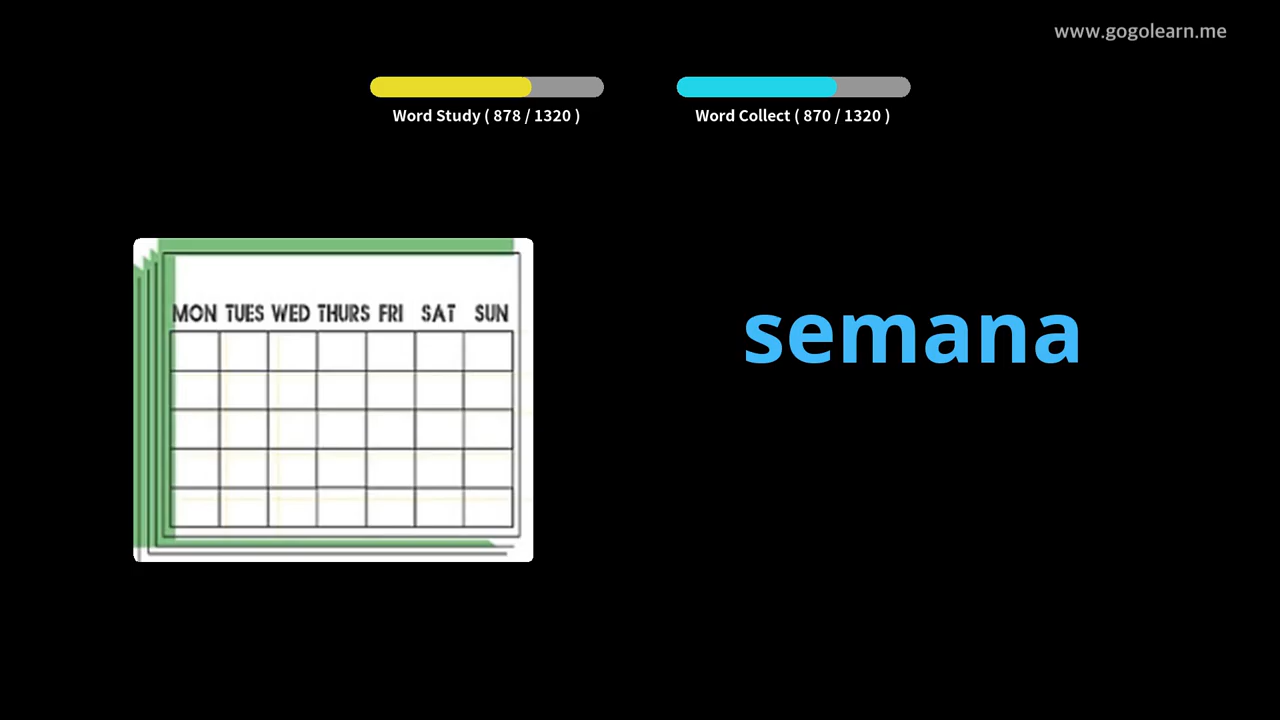 www.gogolearn.me
Word Study ( 878 / 1320 ) Word Collect ( 870 / 1320 )
MON TUES WED THURS FRI SAT SUN
semana